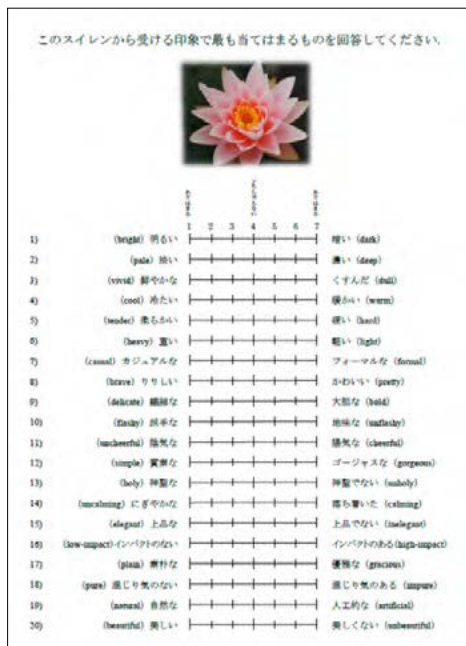 このスイレンから受ける印象で最も当てはまるものを回答してください.
1 2 3 4 5 6 7
1) (bright) 明るい 暗い (dark)
2) (pale) 淡い 濃い (deep)
3) (vivid) 鮮やかな くすんだ (dull)
4) (cool) 冷たい 暖かい (warm)
5) (tender) 柔らかい 硬い (hard)
6) (heavy) 重い 軽い (light)
7) (casual) カジュアルな フォーマルな (formal)
8) (brave) りりしい かわいい (pretty)
9) (delicate) 繊細な 大胆な (bold)
10) (flashy) 派手な 地味な (unflashy)
11) (uncheerful) 陰気な 陽気な (cheerful)
12) (simple) 質素な ゴージャスな (gorgeous)
13) (holy) 神聖な 神聖でない (unholy)
14) (uncalming) にぎやかな 落ち着いた (calming)
15) (elegant) 上品な 上品でない (inelegant)
16) (low-impact) インパクトのない インパクトのある (high-impact)
17) (plain) 素朴な 優雅な (gracious)
18) (pure) 混じり気のない 混じり気のある (impure)
19) (natural) 自然な 人工的な (artificial)
20) (beautiful) 美しい 美しくない (unbeautiful)